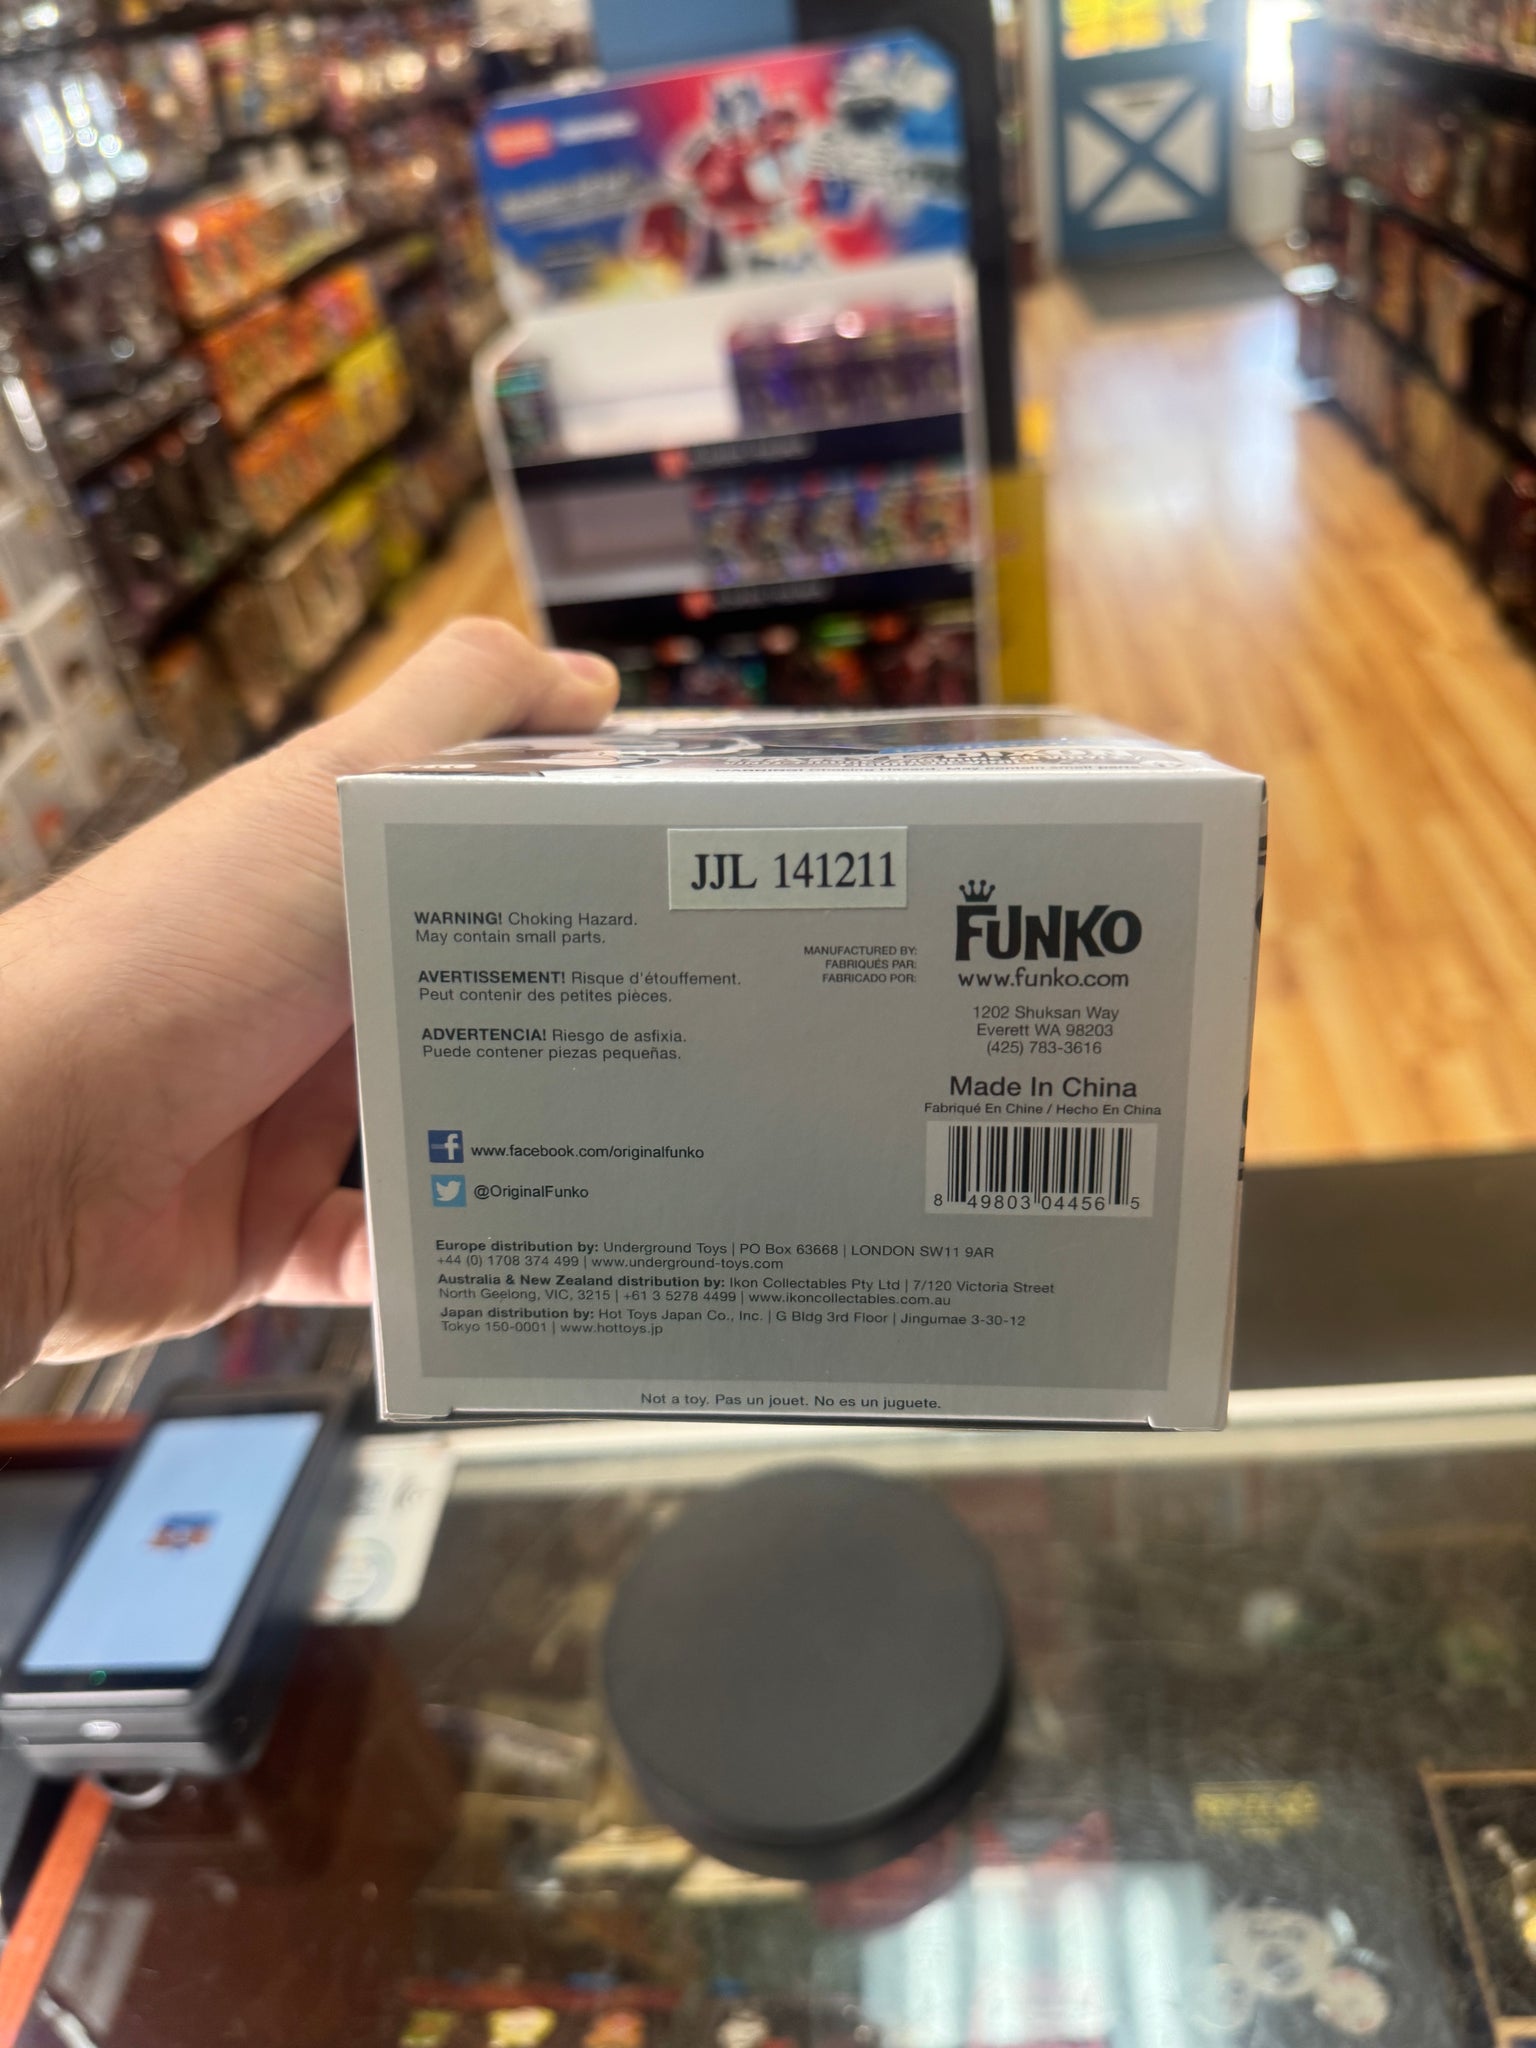 JJL 141211
WARNING! Choking Hazard.
May contain small parts.
AVERTISSEMENT! Risque d'étouffement.
Peut contenir des petites pièces.
ADVERTENCIA! Riesgo de asfixia.
Puede contener piezas pequeñas.
MANUFACTURED BY:
FABRIQUÉS PAR:
FABRICADO POR:
FUNKO
www.funko.com
1202 Shuksan Way
Everett WA 98203
(425) 783-3616
Made In China
Fabriqué En Chine / Hecho En China
8 49803 04456 5
www.facebook.com/originalfunko
@OriginalFunko
Europe distribution by: Underground Toys | PO Box 63668 | LONDON SW11 9AR
+44 (0) 1708 374 499 | www.underground-toys.com
Australia & New Zealand distribution by: Ikon Collectables Pty Ltd | 7/120 Victoria Street
North Geelong, VIC, 3215 | +61 3 5278 4499 | www.ikoncollectables.com.au
Japan distribution by: Hot Toys Japan Co., Inc. | G Bldg 3rd Floor | Jingumae 3-30-12
Tokyo 150-0001 | www.hottoys.jp
Not a toy. Pas un jouet. No es un juguete.